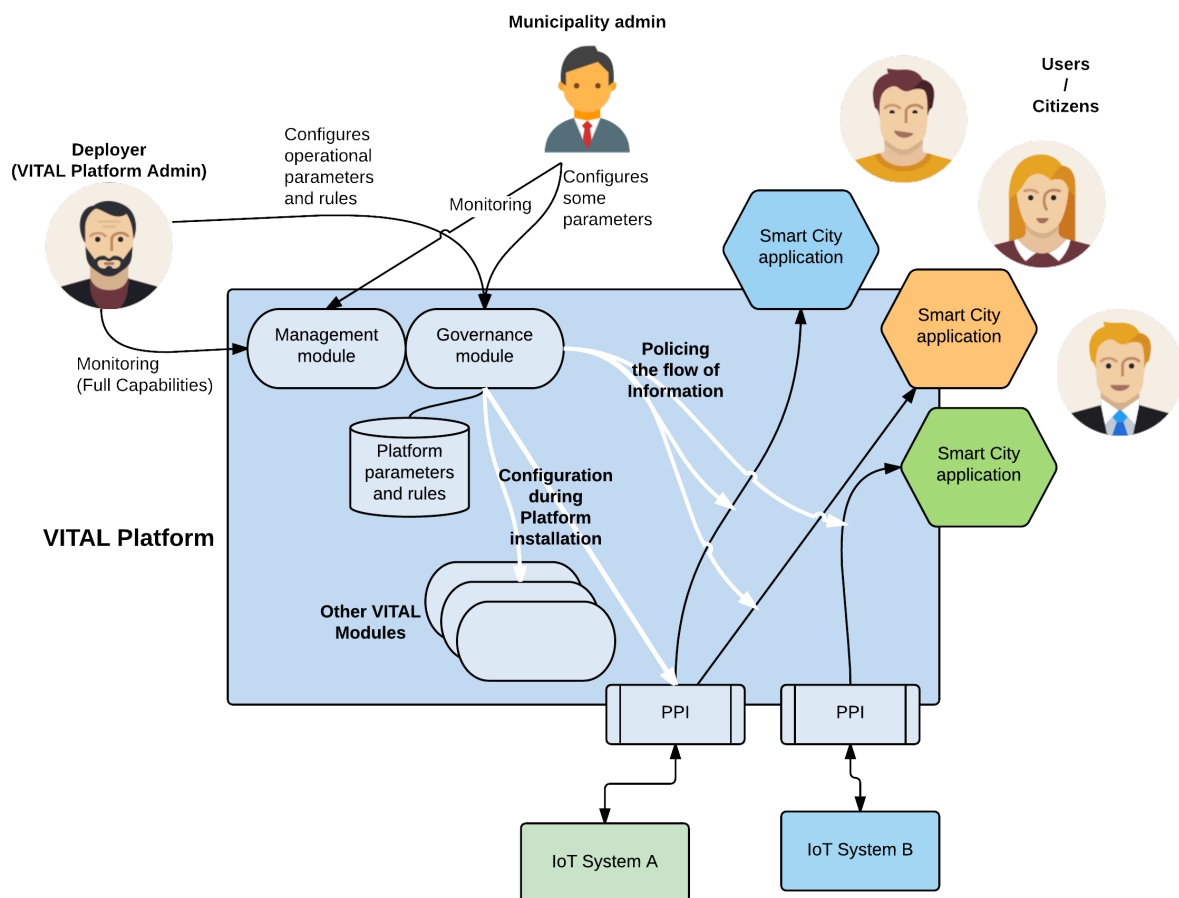 Municipality admin
Users
/
Citizens
Deployer
(VITAL Platform Admin)
Configures
operational
parameters
and rules
Monitoring
Configures
some
parameters
Smart City
application
Smart City
application
Smart City
application
Management
module
Governance
module
Monitoring
(Full Capabilities)
Policing
the flow of
Information
Platform
parameters
and rules
Configuration
during
Platform
installation
VITAL Platform
Other VITAL
Modules
PPI
PPI
IoT System A
IoT System B